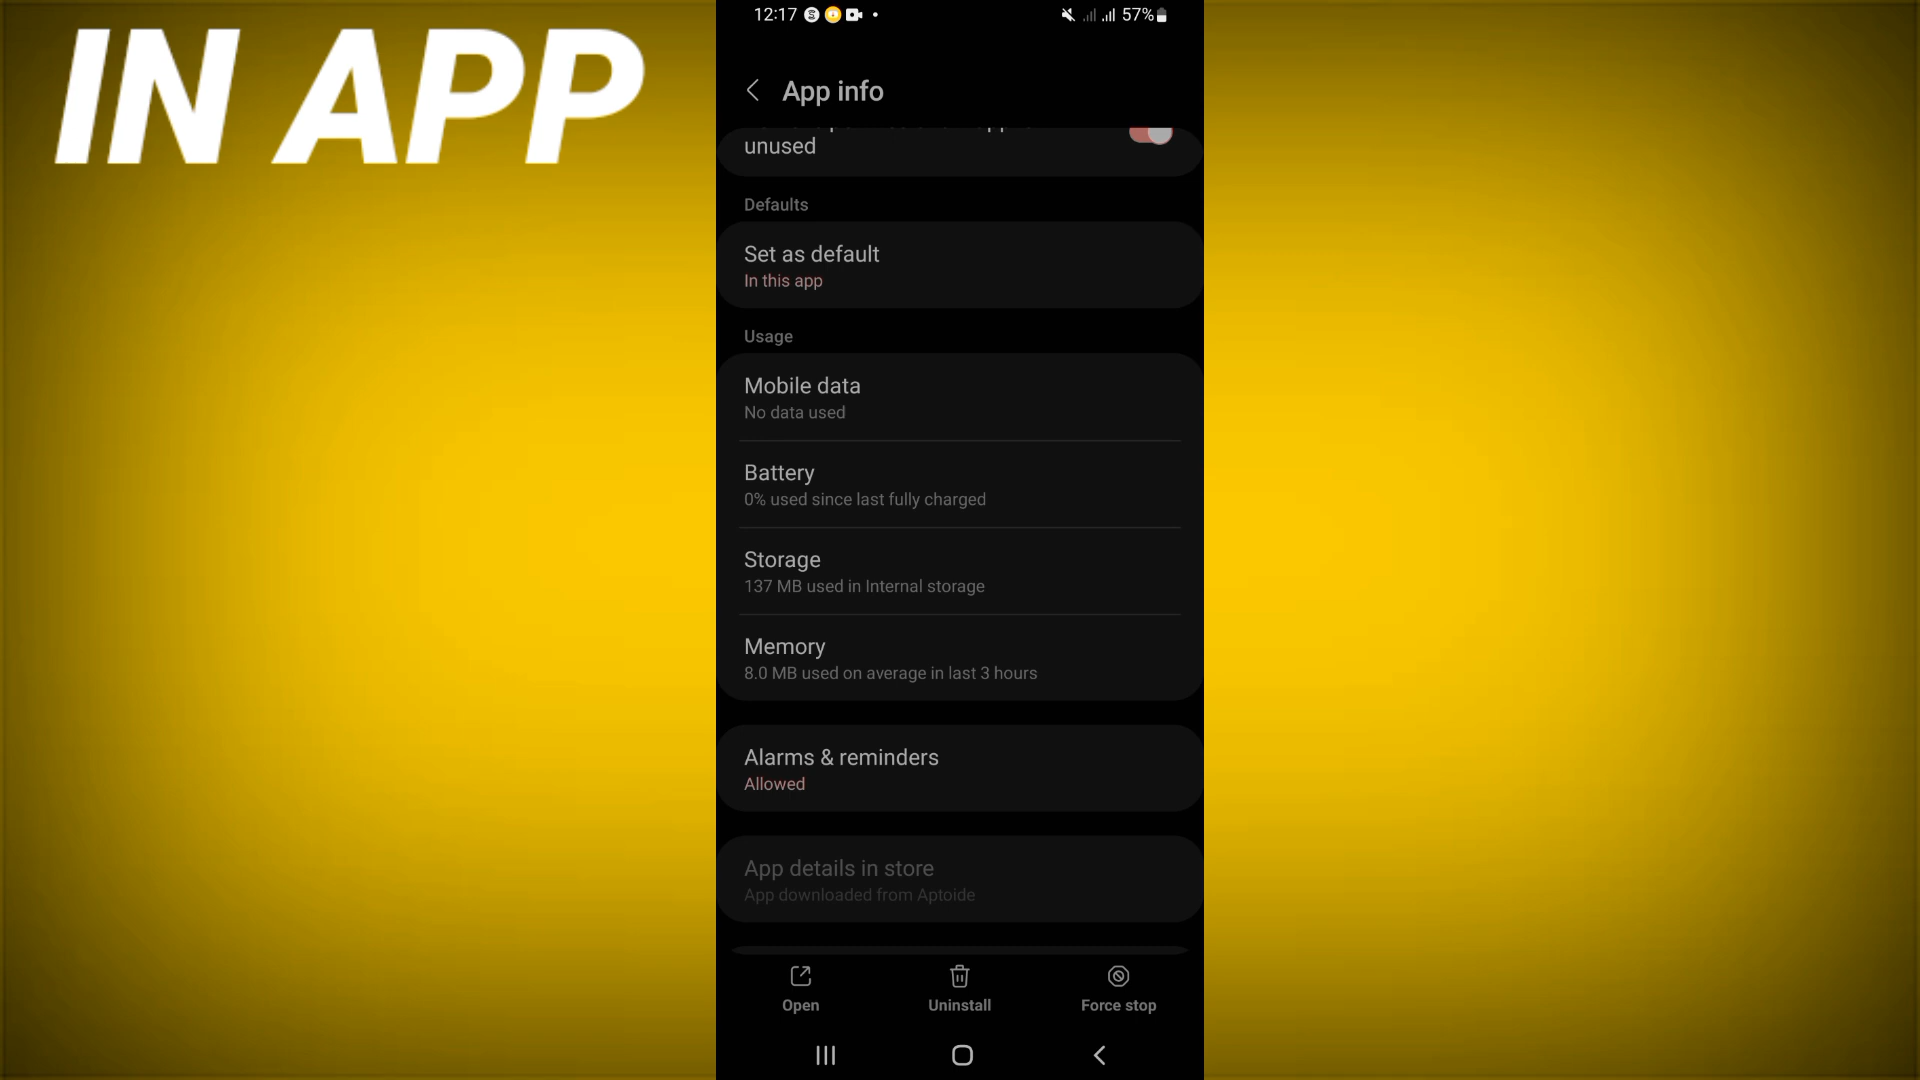 IN APP
12:17
57%
App info
unused
Defaults
Set as default
In this app
Usage
Mobile data
No data used
Battery
0% used since last fully charged
Storage
137 MB used in Internal storage
Memory
8.0 MB used on average in last 3 hours
Alarms & reminders
Allowed
App details in store
App downloaded from Aptoide
Open
Uninstall
Force stop